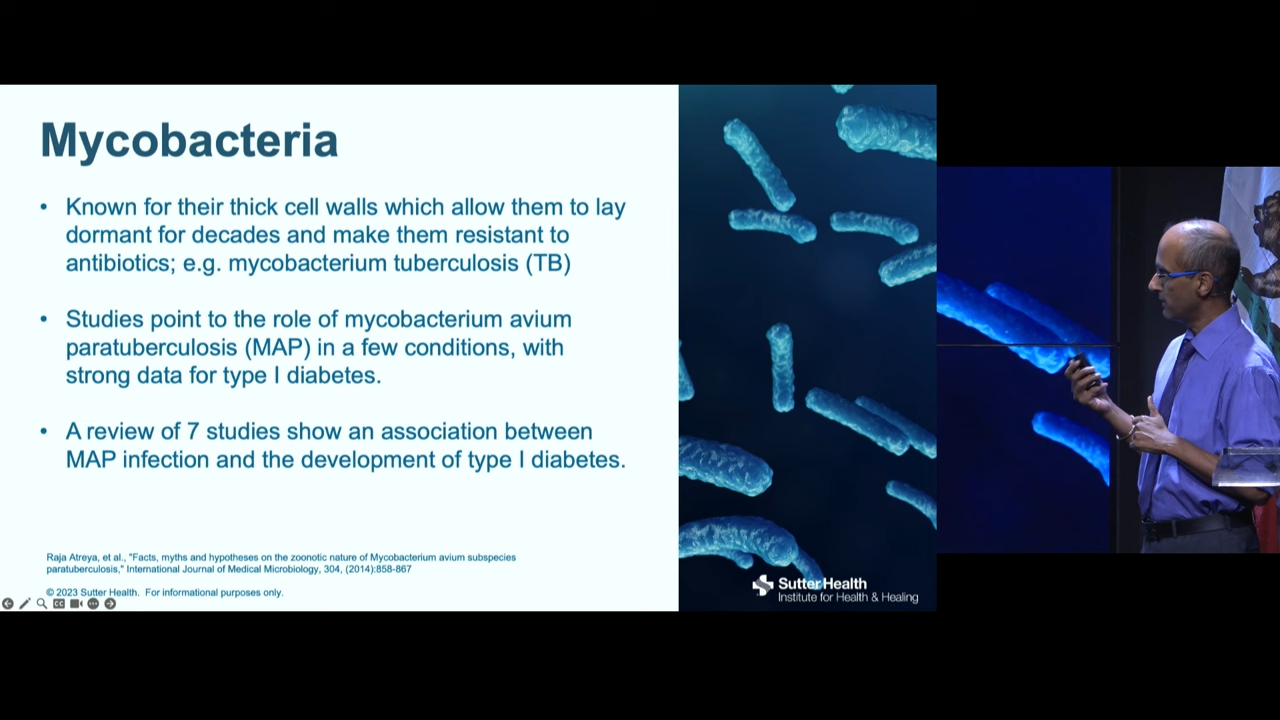 Mycobacteria
• Known for their thick cell walls which allow them to lay
dormant for decades and make them resistant to
antibiotics; e.g. mycobacterium tuberculosis (TB)
• Studies point to the role of mycobacterium avium
paratuberculosis (MAP) in a few conditions, with
strong data for type I diabetes.
• A review of 7 studies show an association between
MAP infection and the development of type I diabetes.
Raja Atreya, et al., "Facts, myths and hypotheses on the zoonotic nature of Mycobacterium avium subspecies
paratuberculosis," International Journal of Medical Microbiology, 304, (2014):858-867
© 2023 Sutter Health. For informational purposes only.
CC
Sutter Health
Institute for Health & Healing